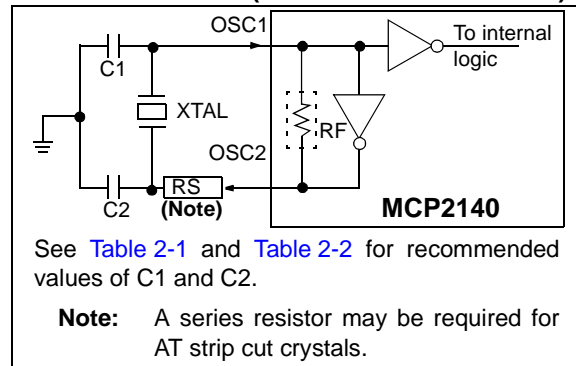 OSC1
To internal
logic
C1
XTAL
RF
OSC2
RS
C2
(Note)
MCP2140
See Table 2-1 and Table 2-2 for recommended
values of C1 and C2.
Note: A series resistor may be required for
AT strip cut crystals.